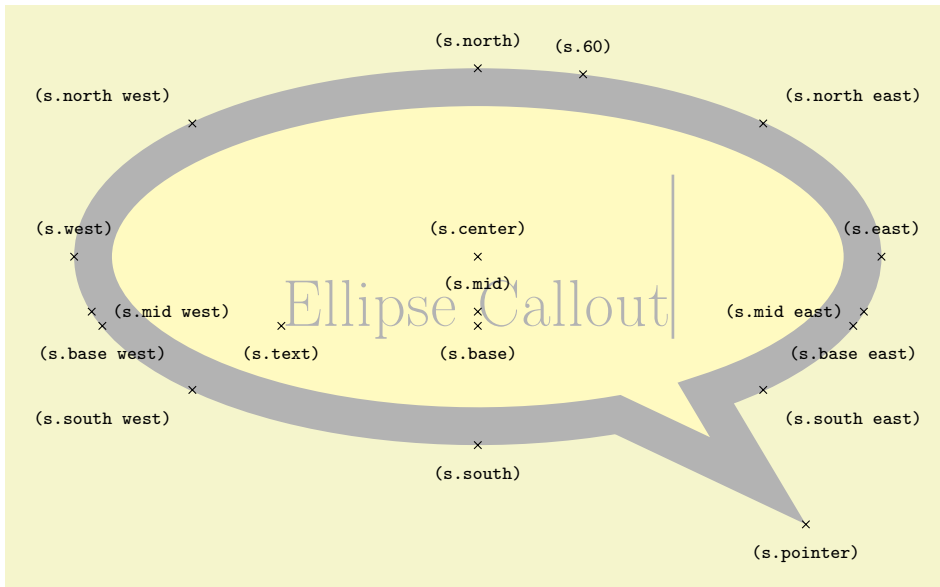 (s.north)
(s.60)
(s.north west)
(s.north east)
(s.west)
(s.center)
(s.east)
(s.mid)
Ellipse Callout
(s.mid west)
(s.mid east)
(s.base west)
(s.text)
(s.base)
(s.base east)
(s.south west)
(s.south east)
(s.south)
(s.pointer)